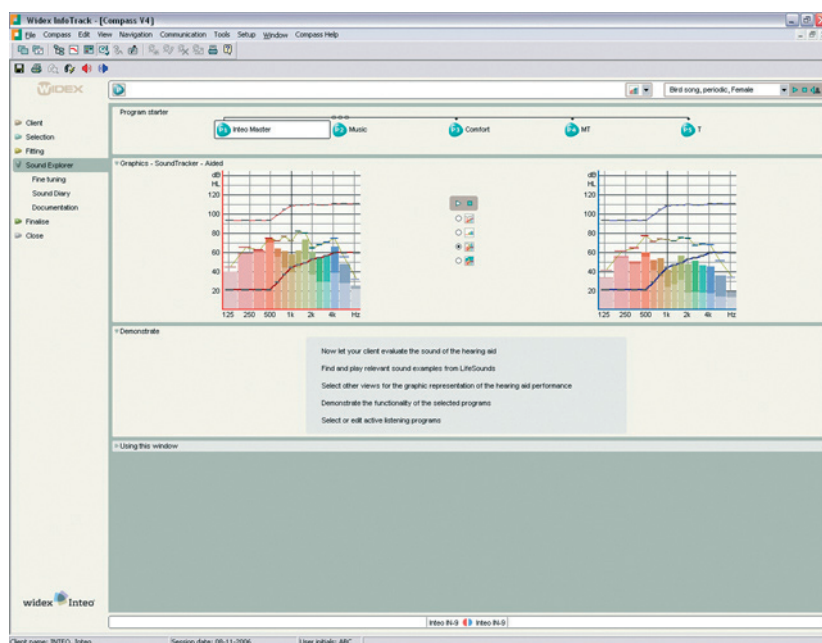 Widex InfoTrack - [Compass V4]
File Compass Edit View Navigation Communication Tools Setup Window Compass Help
WIDEX
Bird song, periodic, Female
Program starter
P1 Inteo Master
P2 Music
P3 Comfort
P4 MT
P5 T
Client
Selection
Fitting
Sound Explorer
Fine tuning
Sound Diary
Documentation
Finalise
Close
Graphics - SoundTracker - Aided
dB
HL
120
100
80
60
40
20
125 250 500 1k 2k 4k Hz
dB
HL
120
100
80
60
40
20
125 250 500 1k 2k 4k Hz
Demonstrate
Now let your client evaluate the sound of the hearing aid
Find and play relevant sound examples from LifeSounds
Select other views for the graphic representation of the hearing aid performance
Demonstrate the functionality of the selected programs
Select or edit active listening programs
Using this window
widex Inteo
Inteo IN-9 Inteo IN-9
Client name: INTEO, Inteo Session date: 09-11-2006 User initials: ABC